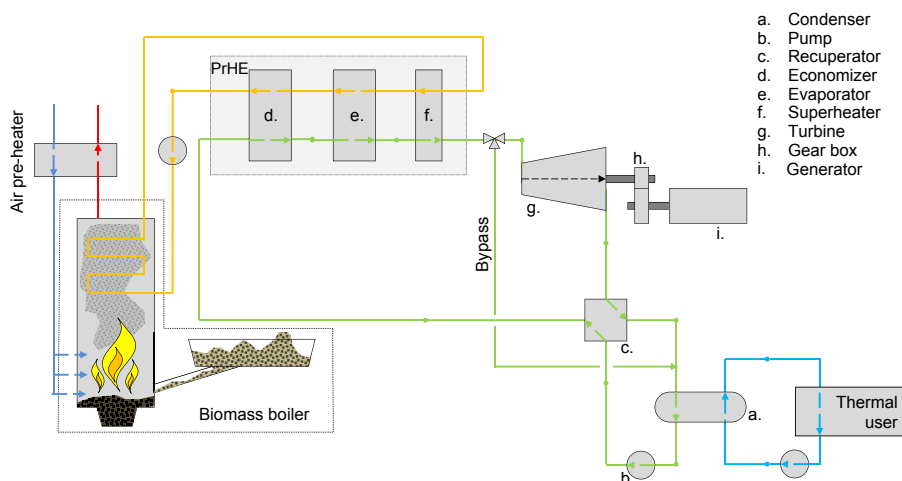 a. Condenser
b. Pump
c. Recuperator
d. Economizer
e. Evaporator
f. Superheater
g. Turbine
h. Gear box
i. Generator
PrHE
d.
e.
f.
Air pre-heater
h.
g.
i.
Bypass
c.
Biomass boiler
a.
Thermal
user
b.